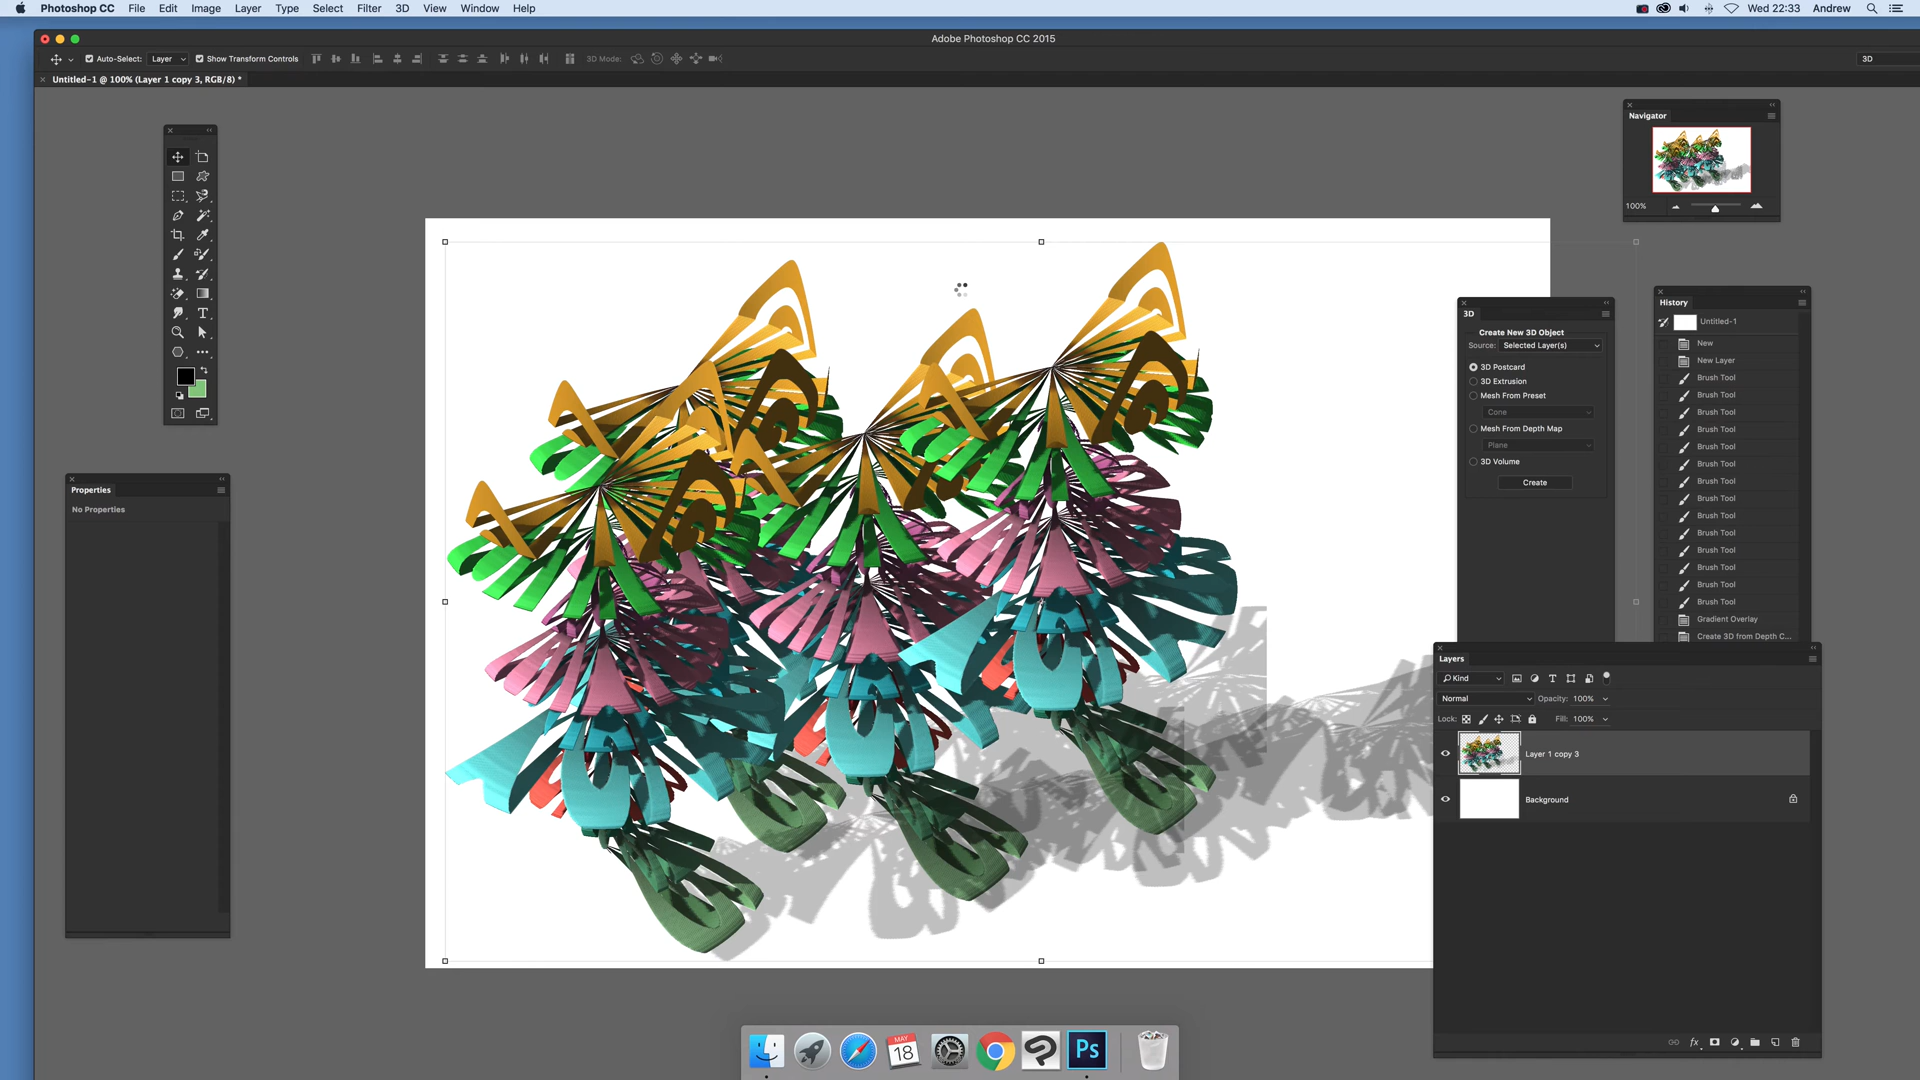 Photoshop CC File Edit Image Layer Type Select Filter 3D View Window Help Wed 22:33 Andrew
Adobe Photoshop CC 2015
Auto-Select: Layer Show Transform Controls 3D Mode: 3D
Untitled-1 @ 100% (Layer 1 copy 3, RGB/8) *
Navigator
100%
Properties
No Properties
3D
Create New 3D Object
Source: Selected Layer(s)
3D Postcard
3D Extrusion
Mesh From Preset
Cone
Mesh From Depth Map
Plane
3D Volume
Create
History
Untitled-1
New
New Layer
Brush Tool
Brush Tool
Brush Tool
Brush Tool
Brush Tool
Brush Tool
Brush Tool
Brush Tool
Brush Tool
Brush Tool
Brush Tool
Brush Tool
Brush Tool
Brush Tool
Gradient Overlay
Create 3D from Depth C...
Layers
Kind
Normal Opacity: 100%
Lock: Fill: 100%
Layer 1 copy 3
Background
fx
MAY
18
Ps